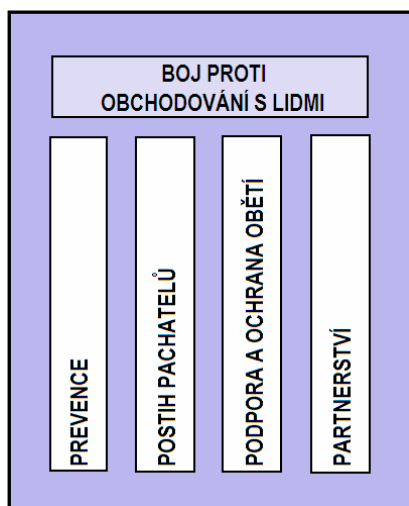 BOJ PROTI
OBCHODOVÁNÍ S LIDMI
PREVENCE
POSTIH PACHATELŮ
PODPORA A OCHRANA OBĚTÍ
PARTNERSTVÍ